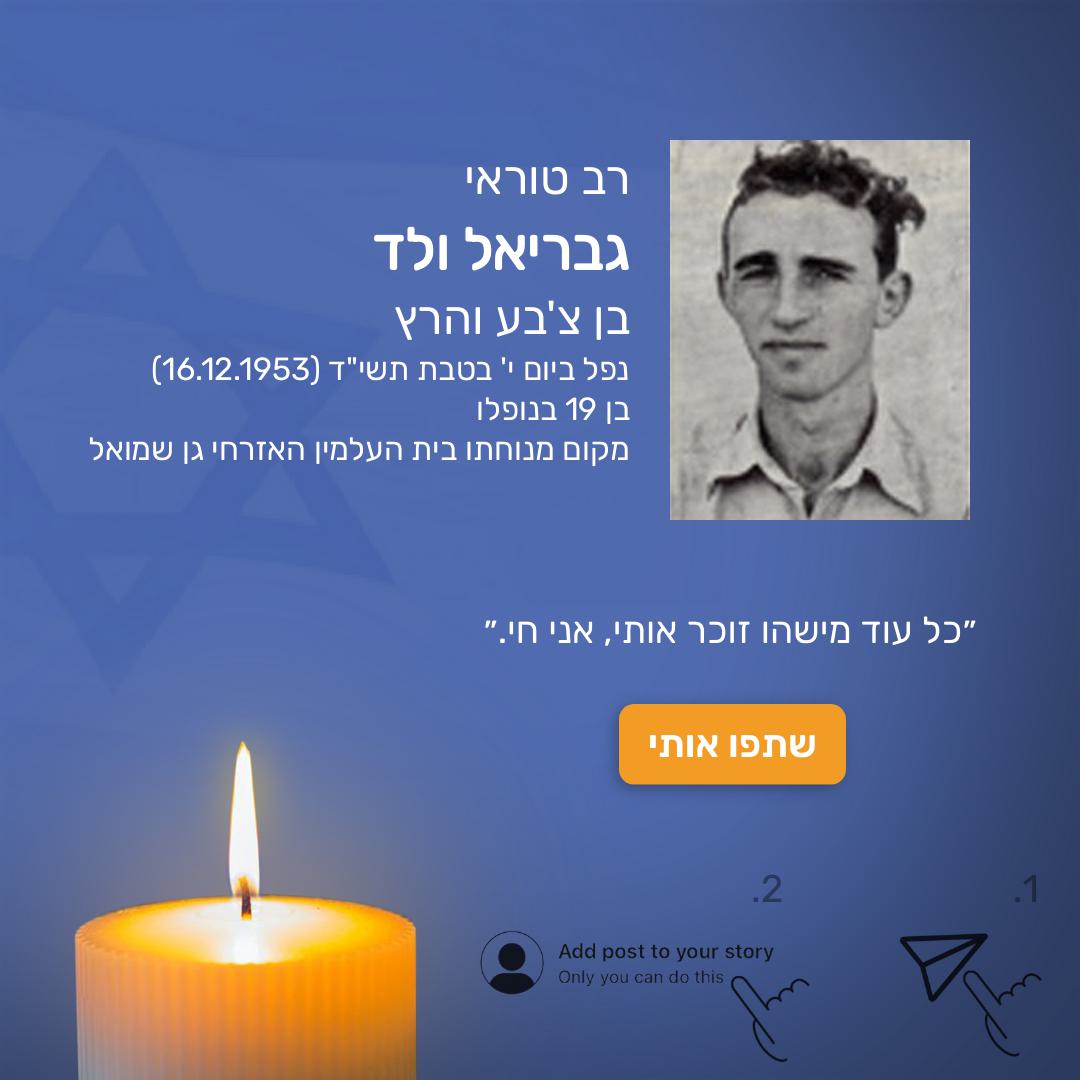 רב טוראי
גבריאל ולד
בן צ'בע והרץ
נפל ביום י' בטבת תשי"ד (16.12.1953)
בן 19 בנופלו
מקום מנוחתו בית העלמין האזרחי גן שמואל
״כל עוד מישהו זוכר אותי, אני חי.״
שתפו אותי
.1
.2
Add post to your story
Only you can do this